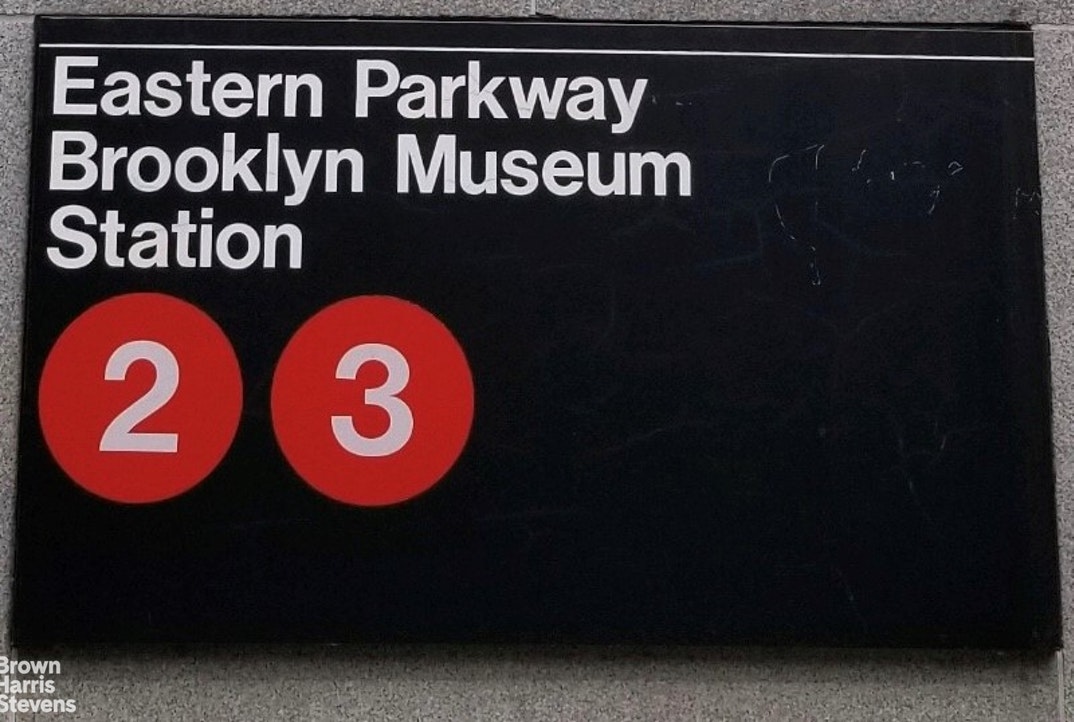 Eastern Parkway
Brooklyn Museum
Station
2 3
Brown
Harris
Stevens